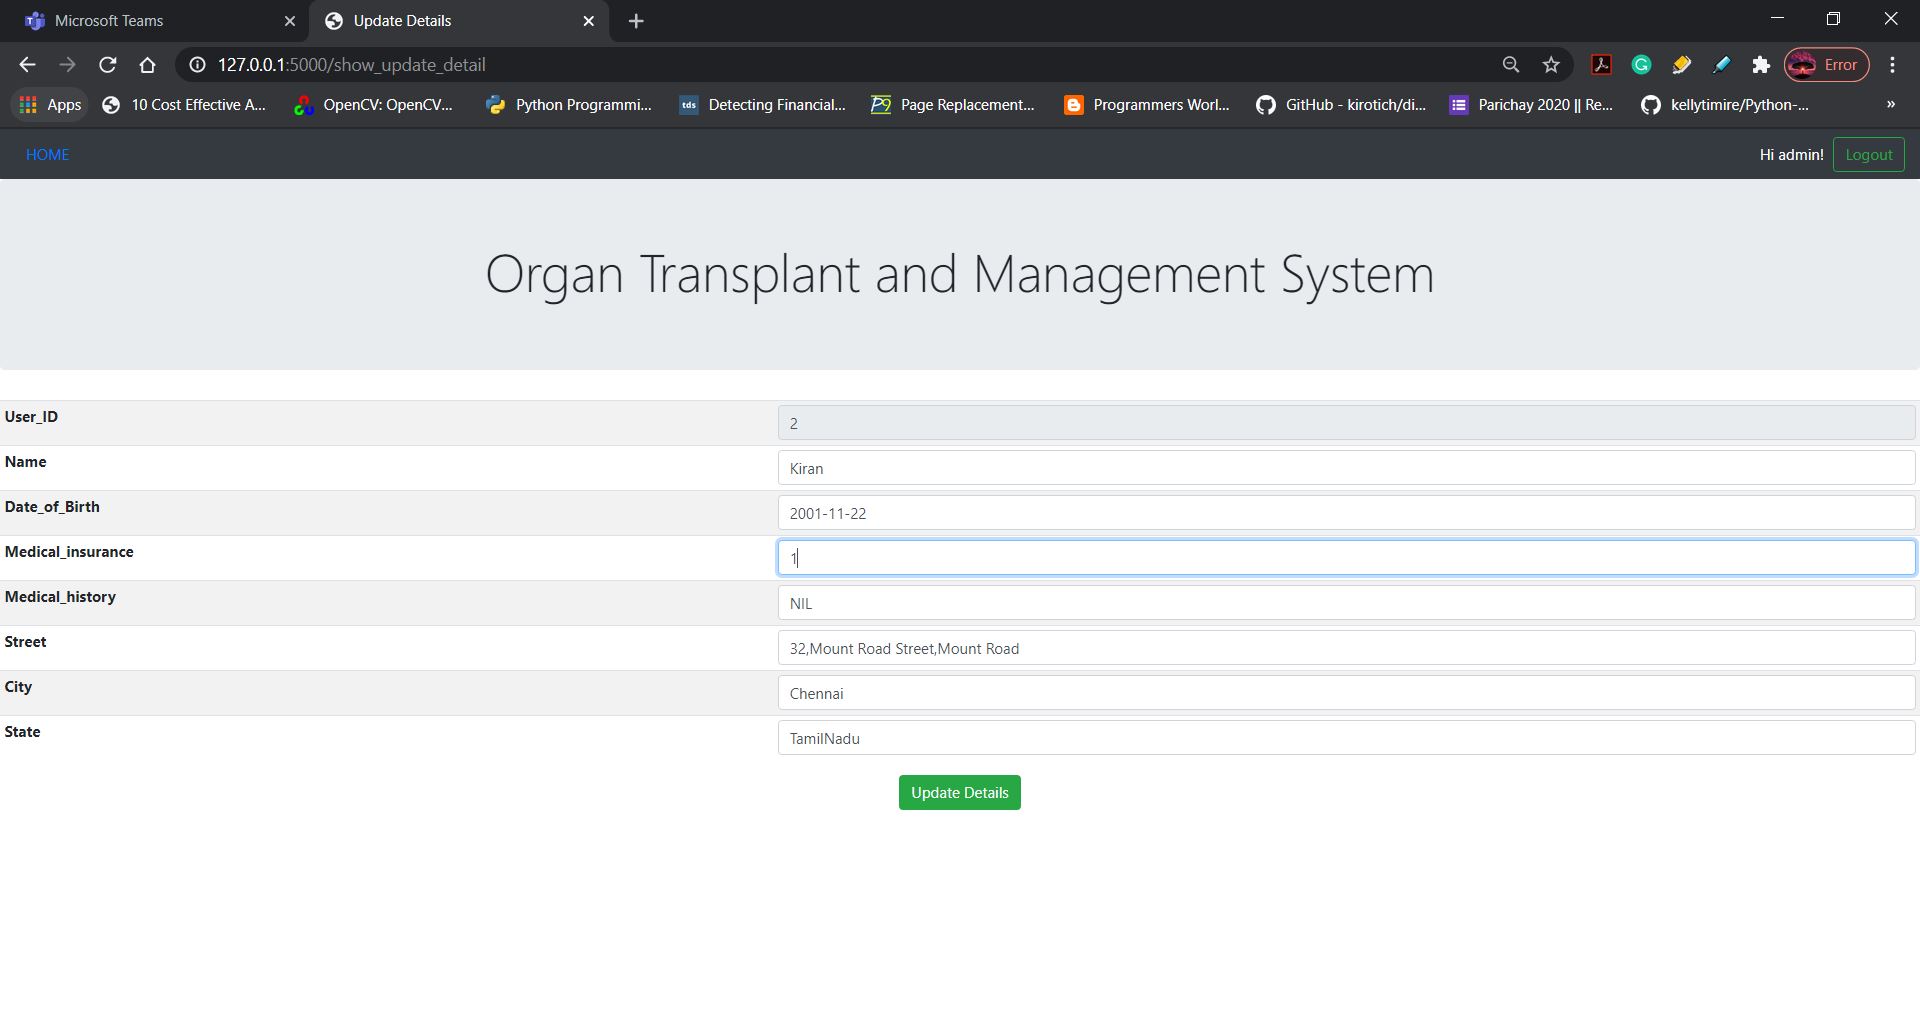 Microsoft Teams
Update Details
127.0.0.1:5000/show_update_detail
Error
Apps
10 Cost Effective A...
OpenCV: OpenCV...
Python Programmi...
tds
Detecting Financial...
Page Replacement...
Programmers Worl...
GitHub - kirotich/di...
Parichay 2020 || Re...
kellytimire/Python-...
»
HOME
Hi admin!
Logout
Organ Transplant and Management System
User_ID
2
Name
Kiran
Date_of_Birth
2001-11-22
Medical_insurance
1
Medical_history
NIL
Street
32,Mount Road Street,Mount Road
City
Chennai
State
TamilNadu
Update Details